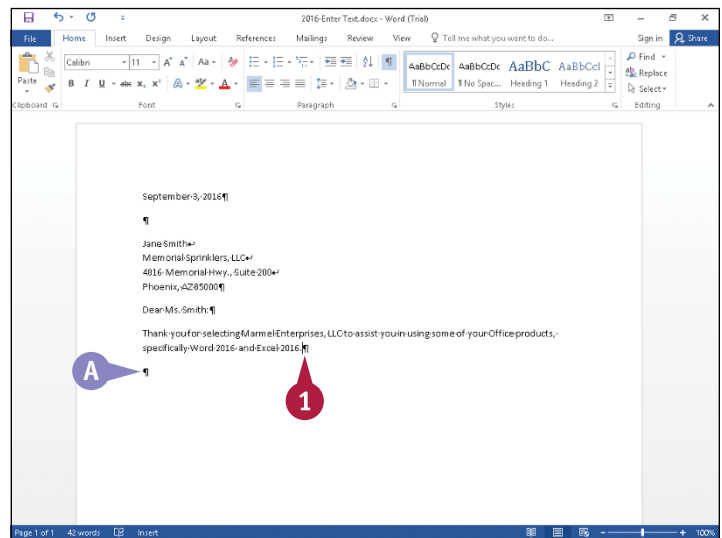 2016-Enter Text.docx - Word (Trial)
File Home Insert Design Layout References Mailings Review View Tell me what you want to do... Sign in Share
Calibri 11 A A Aa A Z AaBbCcDc AaBbCcDc AaBbC AaBbCcl Find
Paste B I U abc x, x² A ab A ¶ Normal ¶ No Spac... Heading 1 Heading 2 Replace
Select
Clipboard Font Paragraph Styles Editing
September·3,·2016¶
¶
Jane·Smith↵
Memorial·Sprinklers,·LLC↵
4816·Memorial·Hwy.,·Suite·200↵
Phoenix,·AZ·85000¶
Dear·Ms.·Smith:¶
Thank·you·for·selecting·Marmel·Enterprises,·LLC·to·assist·you·in·using·some·of·your·Office·products,·
specifically·Word·2016·and·Excel·2016.¶
A ¶
1
Page 1 of 1 42 words Insert 100%